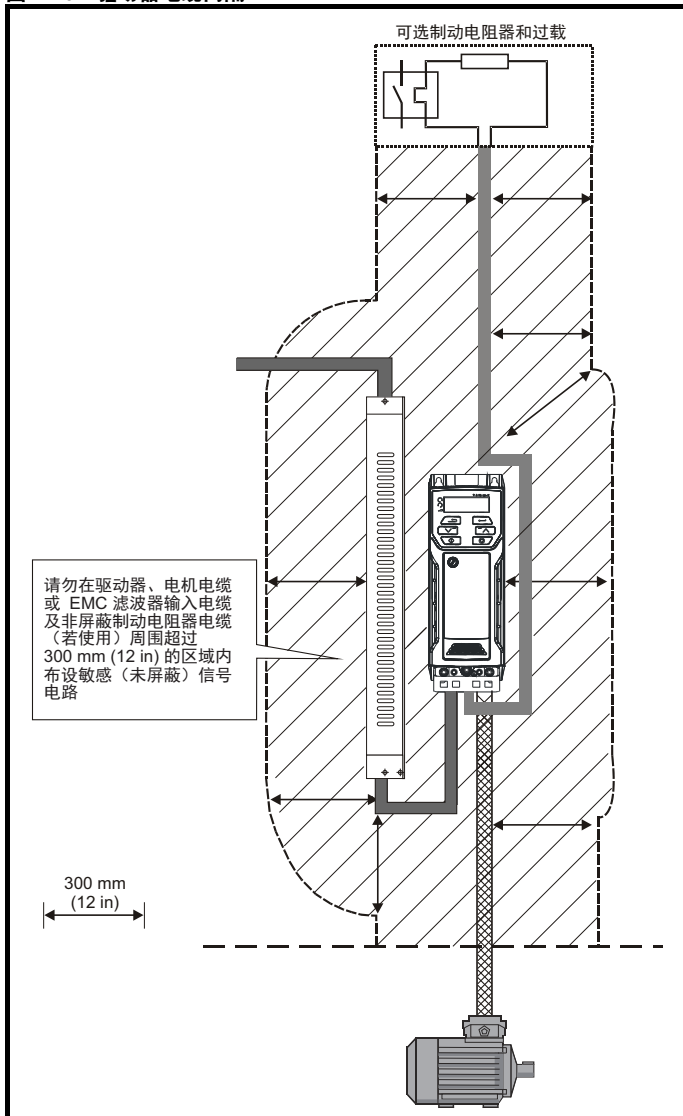 可选制动电阻器和过载
请勿在驱动器、电机电缆
或 EMC 滤波器输入电缆
及非屏蔽制动电阻器电缆
（若使用）周围超过
300 mm (12 in) 的区域内
布设敏感（未屏蔽）信号
电路
300 mm
(12 in)